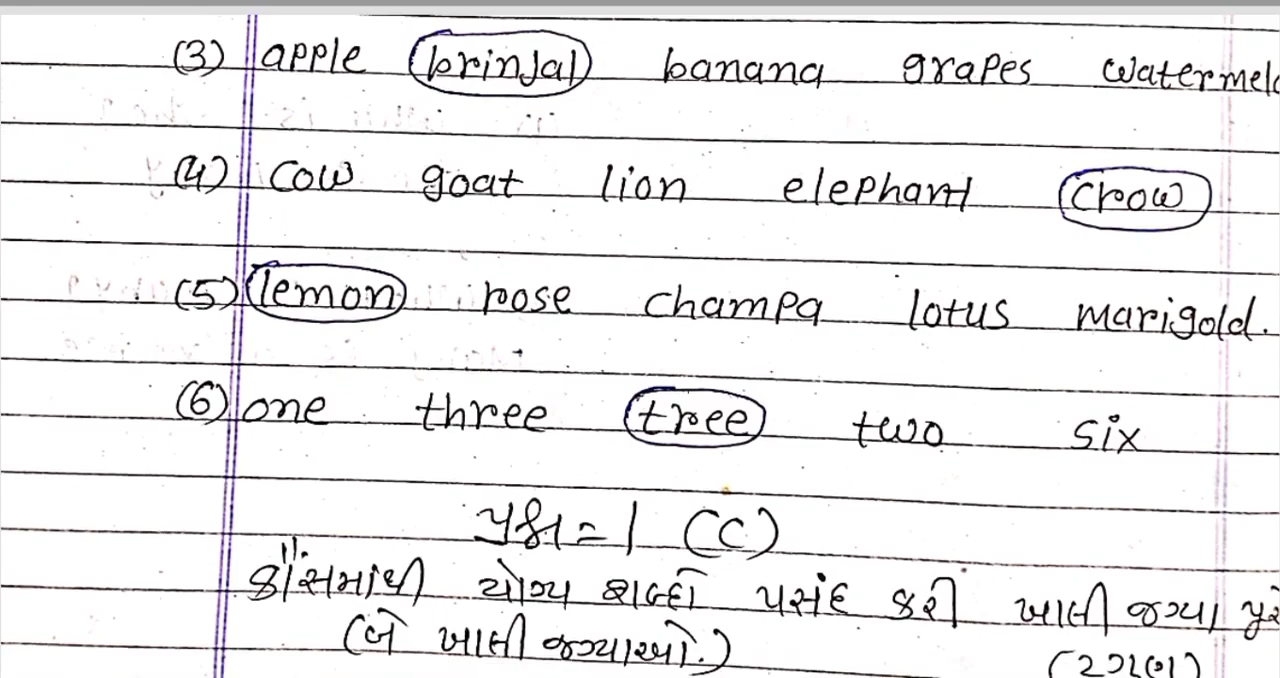 (3) apple brinjal banana grapes watermel
(4) cow goat lion elephant crow
(5) lemon rose champa lotus marigold.
(6) one three tree two six
પ્રશ્ન=1 (C)
કૌંસમાંથી યોગ્ય શબ્દો પસંદ કરી ખાલી જગ્યા
(બે ખાલી જગ્યાઓ.)